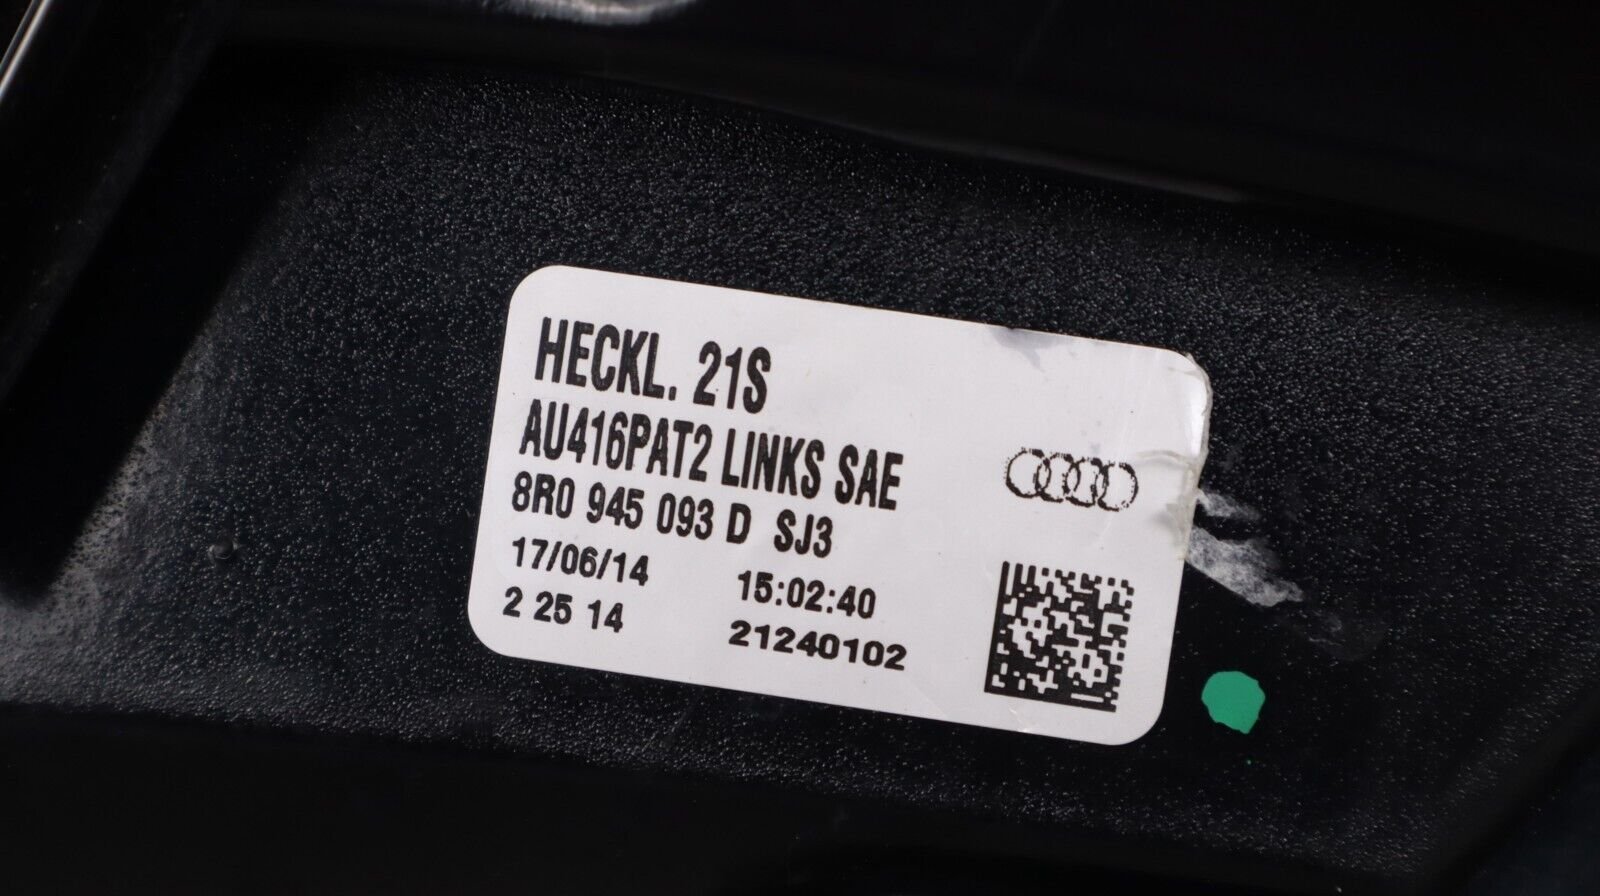 HECKL. 21S
AU416PAT2 LINKS SAE
8R0 945 093 D SJ3
17/06/14 15:02:40
2 25 14 21240102